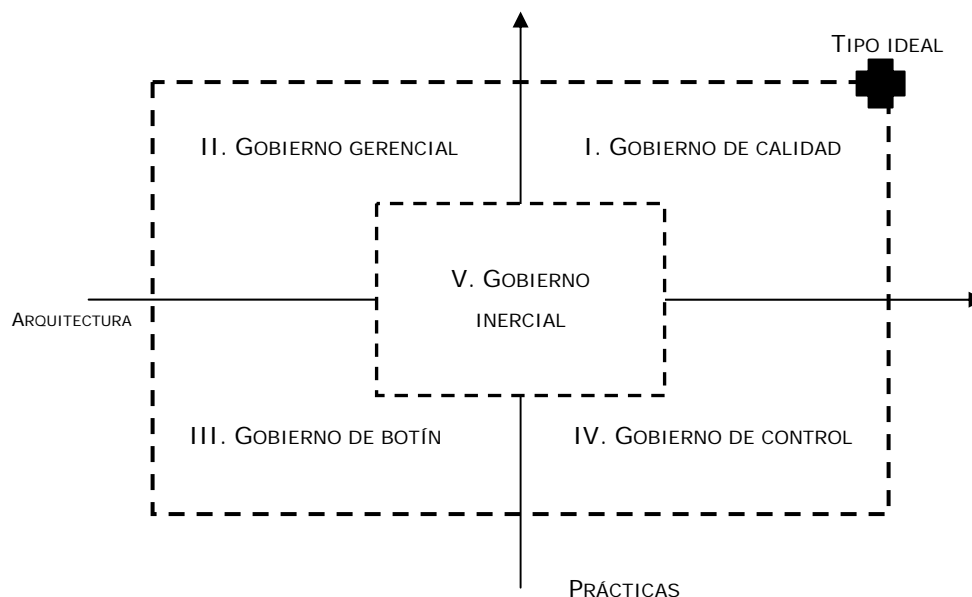 TIPO IDEAL
II. GOBIERNO GERENCIAL
I. GOBIERNO DE CALIDAD
V. GOBIERNO
INERCIAL
ARQUITECTURA
III. GOBIERNO DE BOTÍN
IV. GOBIERNO DE CONTROL
PRÁCTICAS